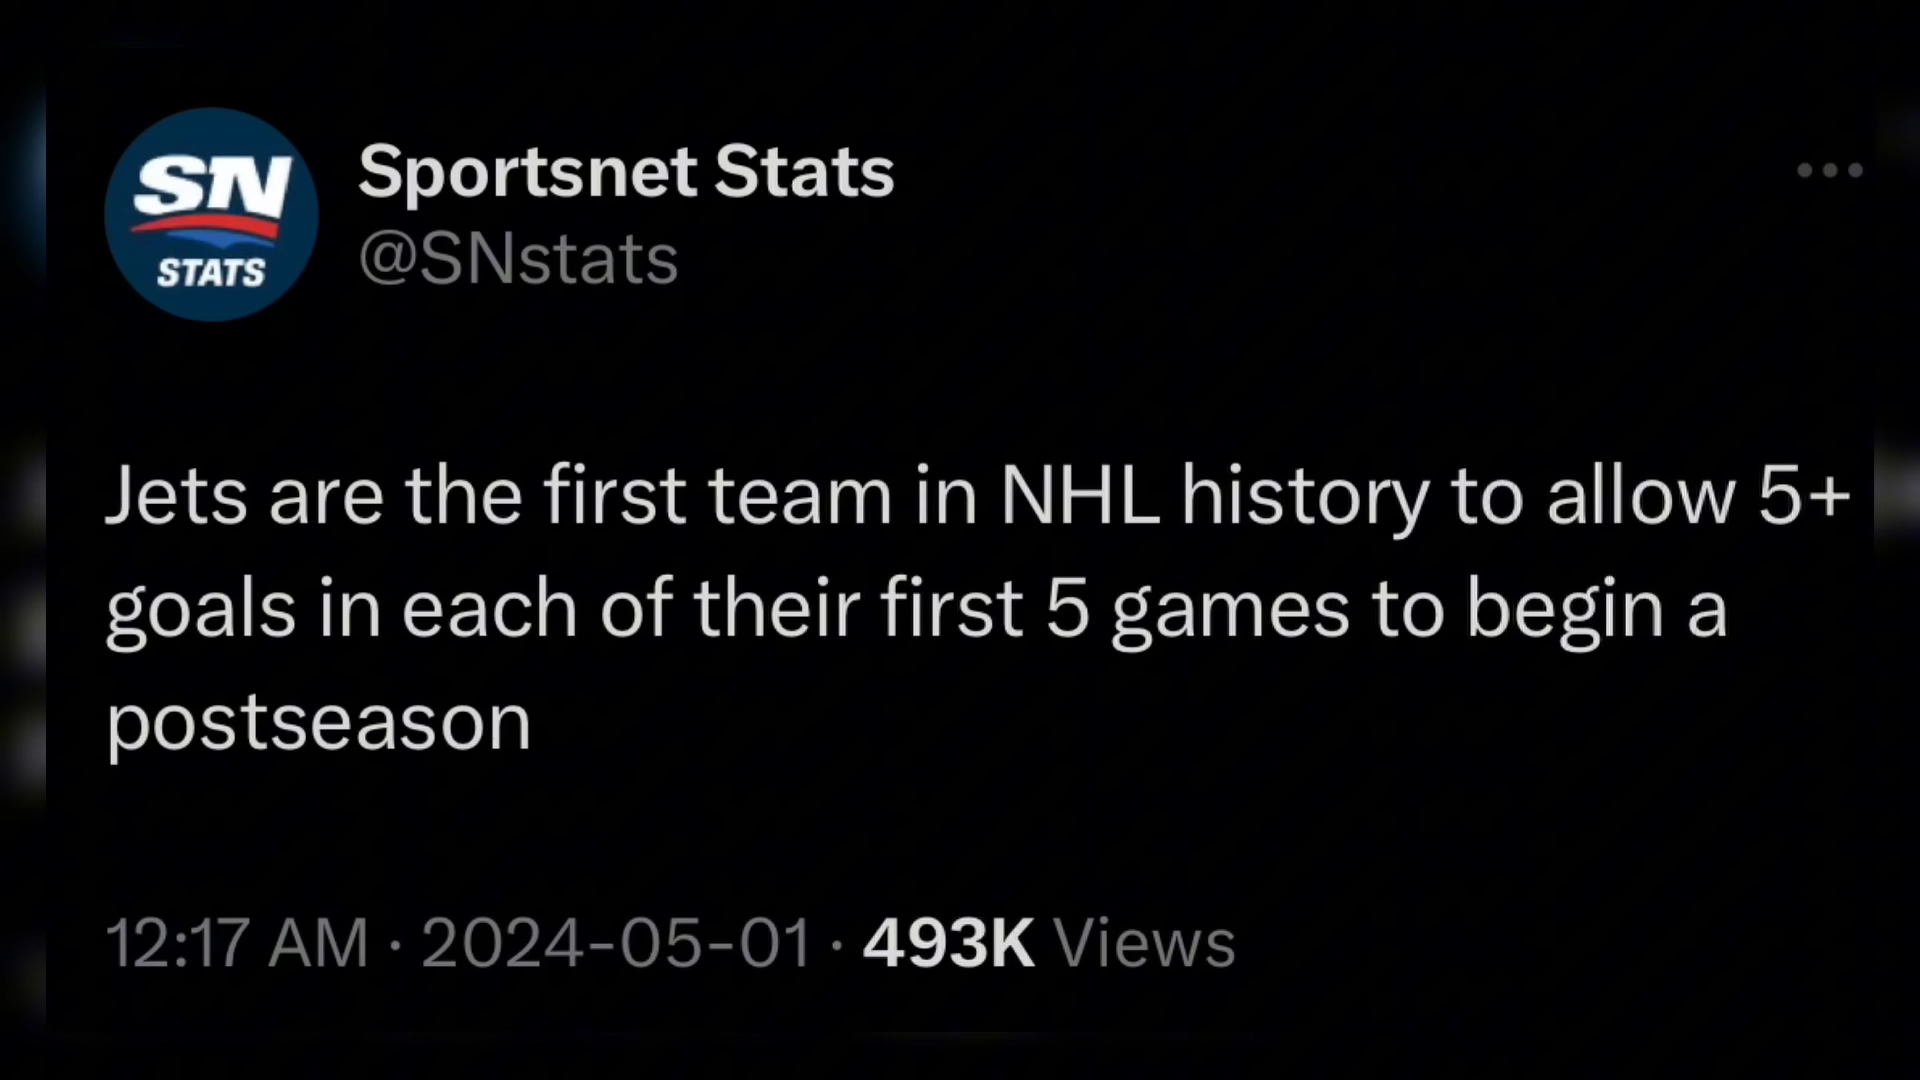 SN
STATS
Sportsnet Stats
@SNstats
Jets are the first team in NHL history to allow 5+
goals in each of their first 5 games to begin a
postseason
12:17 AM · 2024-05-01 · 493K Views